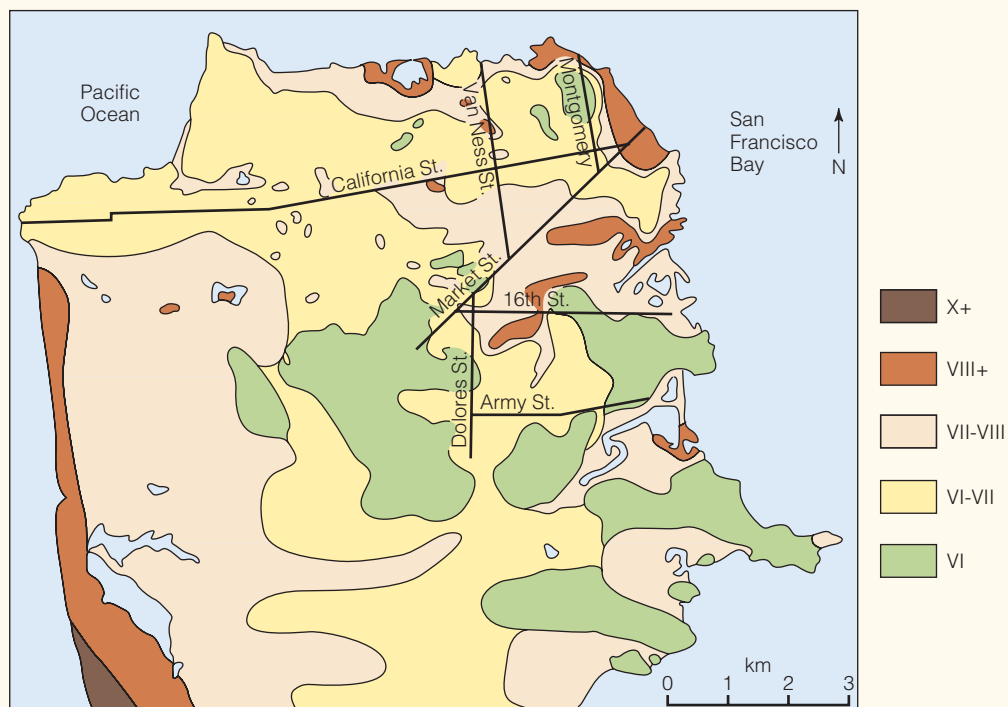 Pacific
Ocean
San
Francisco
Bay
N
Van Ness St.
Montgomery
California St.
Market St.
16th St.
Dolores St.
Army St.
X+
VIII+
VII-VIII
VI-VII
VI
km
0 1 2 3